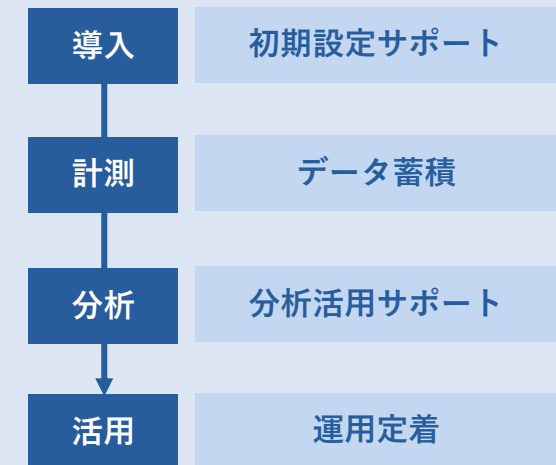 導入
初期設定サポート
計測
データ蓄積
分析
分析活用サポート
活用
運用定着